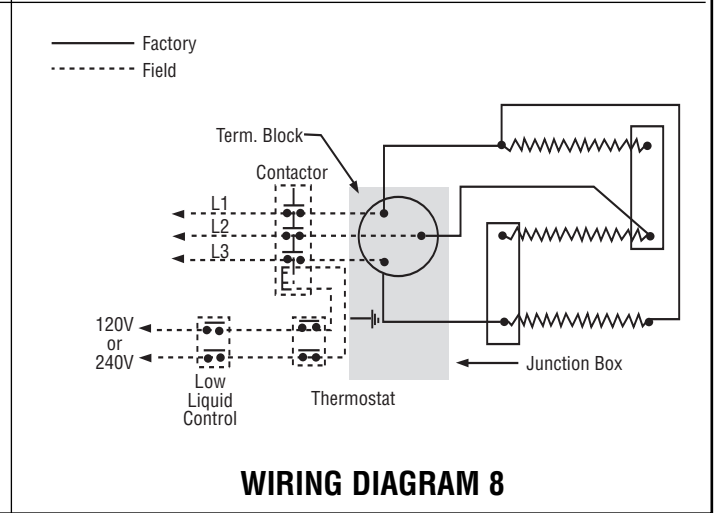 Factory
Field
Term. Block
Contactor
L1
L2
L3
120V
or
240V
Low
Liquid
Control
Thermostat
Junction Box
WIRING DIAGRAM 8